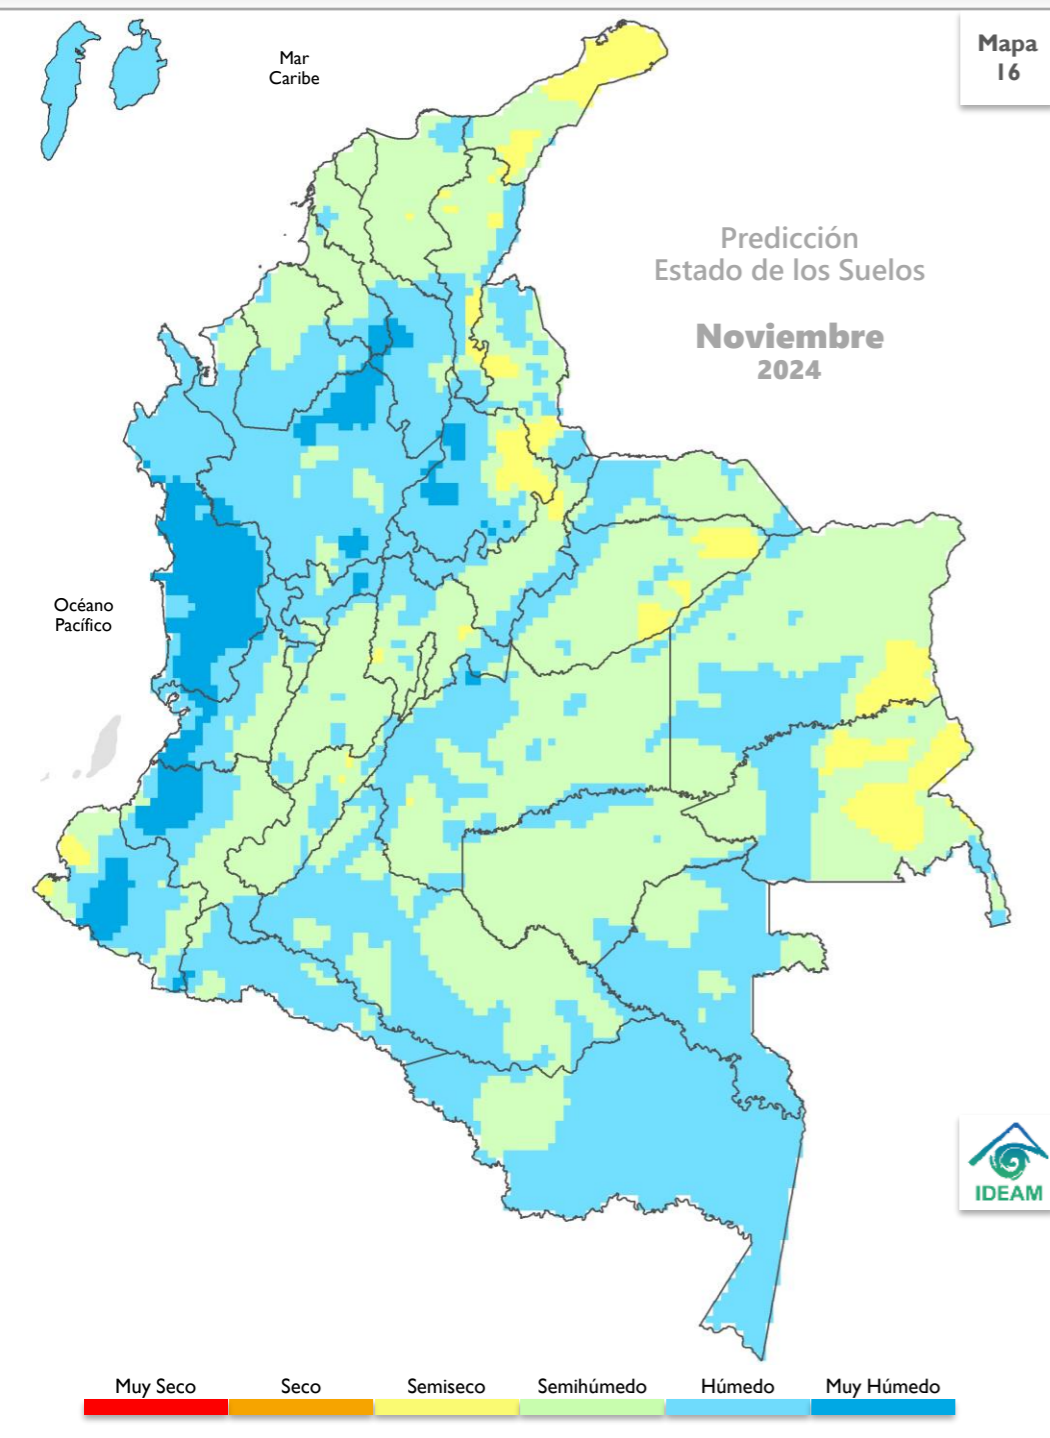 Mar
Caribe
Mapa
16
Predicción
Estado de los Suelos
Noviembre
2024
Océano
Pacífico
IDEAM
Muy Seco
Seco
Semiseco
Semihúmedo
Húmedo
Muy Húmedo